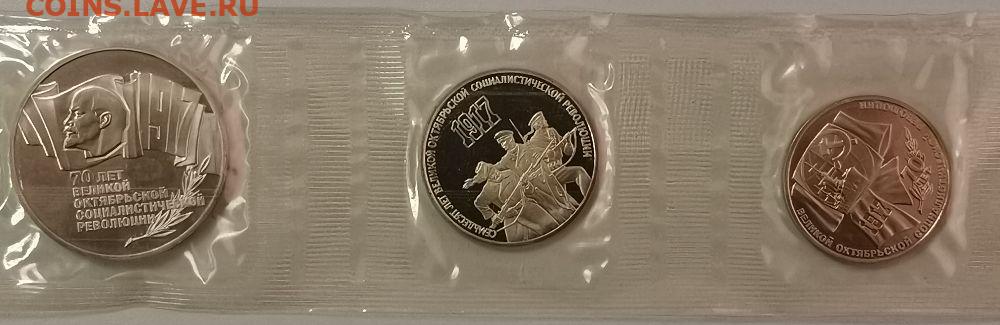 COINS.LAVE.RU
1917
70 ЛЕТ
ВЕЛИКОЙ
ОКТЯБРЬСКОЙ
СОЦИАЛИСТИЧЕСКОЙ
РЕВОЛЮЦИИ
СЕМЬДЕСЯТ ЛЕТ ВЕЛИКОЙ ОКТЯБРЬСКОЙ СОЦИАЛИСТИЧЕСКОЙ РЕВОЛЮЦИИ
1917
ВЕЛИКОЙ ОКТЯБРЬСКОЙ СОЦИАЛИСТИЧЕСКОЙ РЕВОЛЮЦИИ